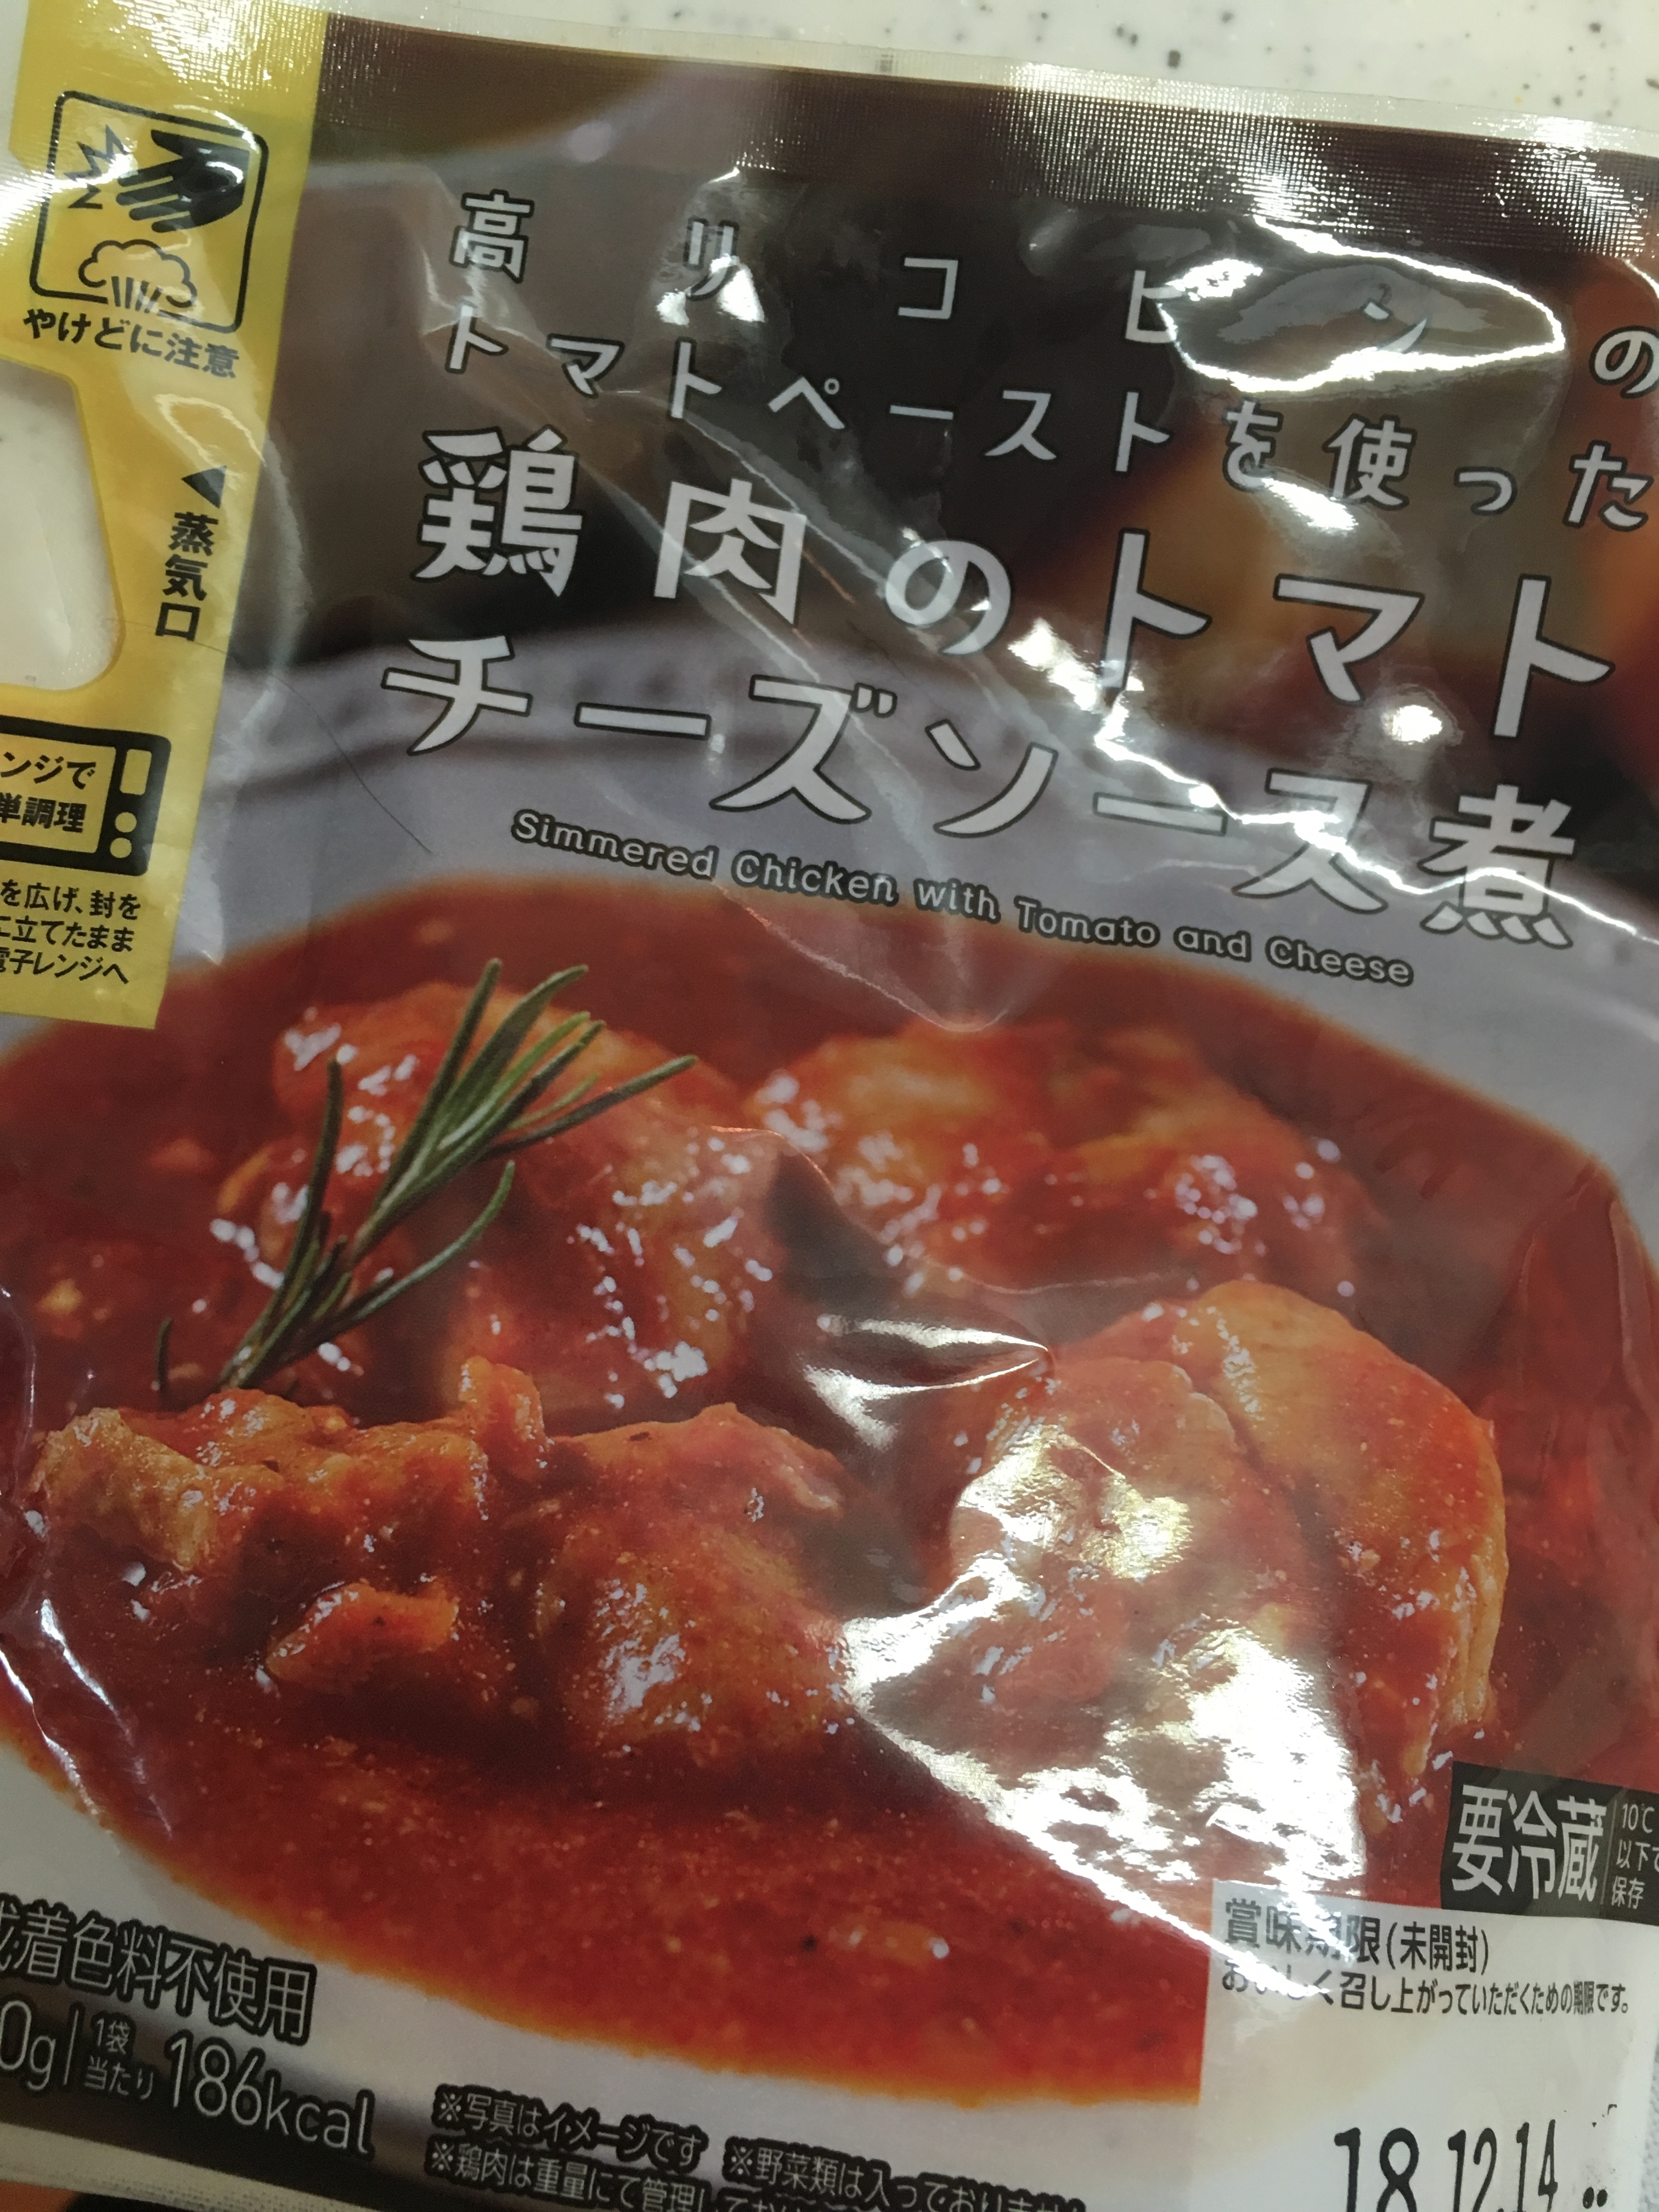 やけどに注意
蒸気口
ンジで
単調理
を広げ、封を
に立てたまま
電子レンジへ
高リコピンの
トマトペーストを使った
鶏肉のトマト
チーズソース煮
Simmered Chicken with Tomato and Cheese
要冷蔵
10℃
以下で
保存
賞味期限(未開封)
おいしく召し上がっていただくための期限です。
18.12.14
着色料不使用
0g 1袋当たり 186kcal
※写真はイメージです ※野菜類は入っておりません
※鶏肉は重量にて管理して